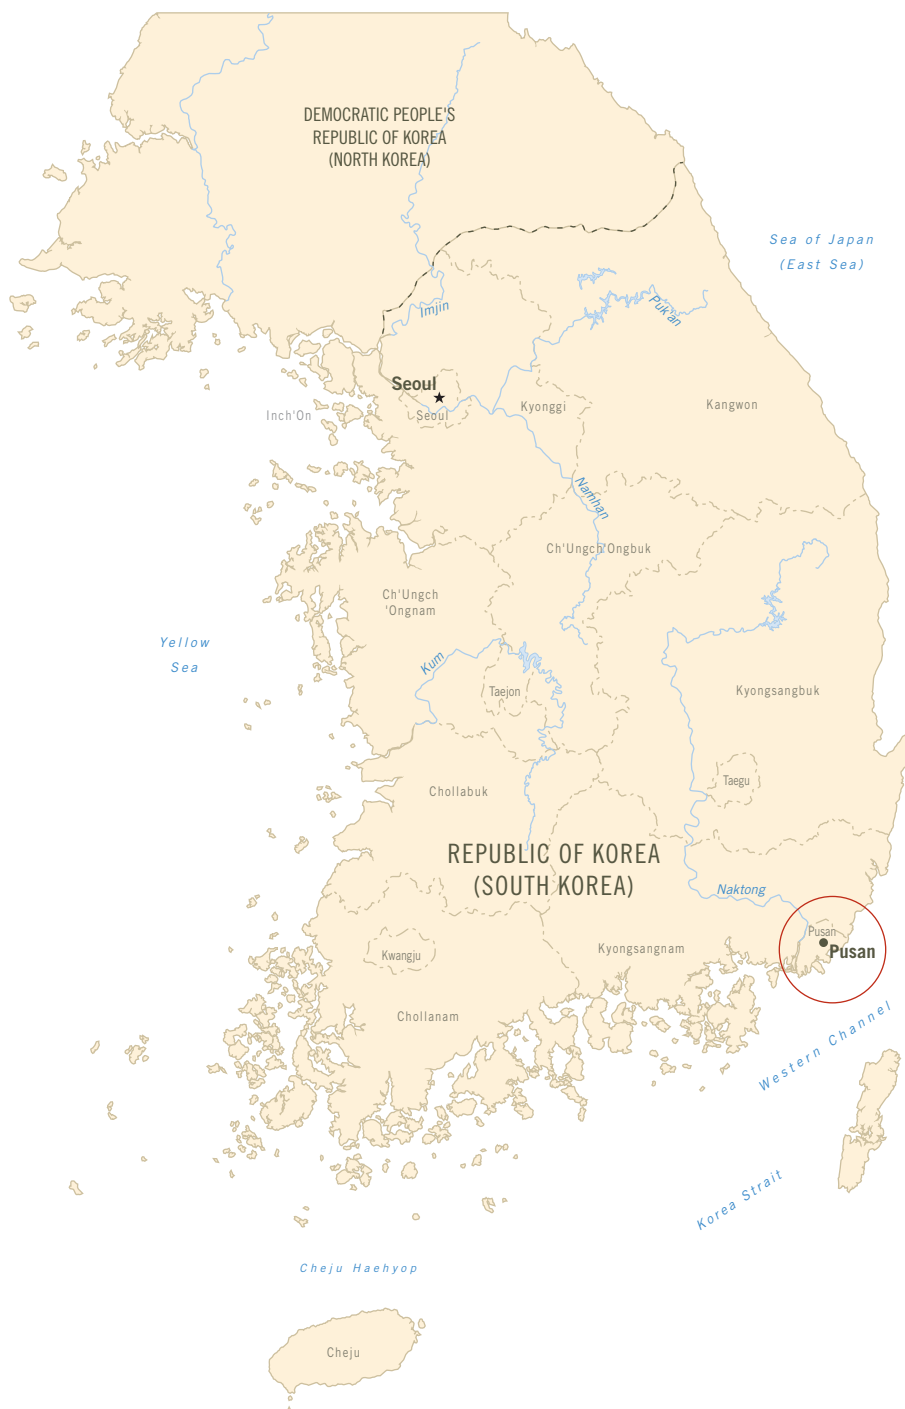 DEMOCRATIC PEOPLE'S
REPUBLIC OF KOREA
(NORTH KOREA)
Sea of Japan
(East Sea)
Imjin
Puk'an
Seoul
Seoul
Inch'On
Kyonggi
Kangwon
Namhan
Ch'Ungch'Ongbuk
Ch'Ungch
'Ongnam
Yellow
Sea
Kum
Taejon
Kyongsangbuk
Taegu
Chollabuk
REPUBLIC OF KOREA
(SOUTH KOREA)
Naktong
Pusan
Pusan
Kwangju
Kyongsangnam
Chollanam
Western Channel
Korea Strait
Cheju Haehyop
Cheju